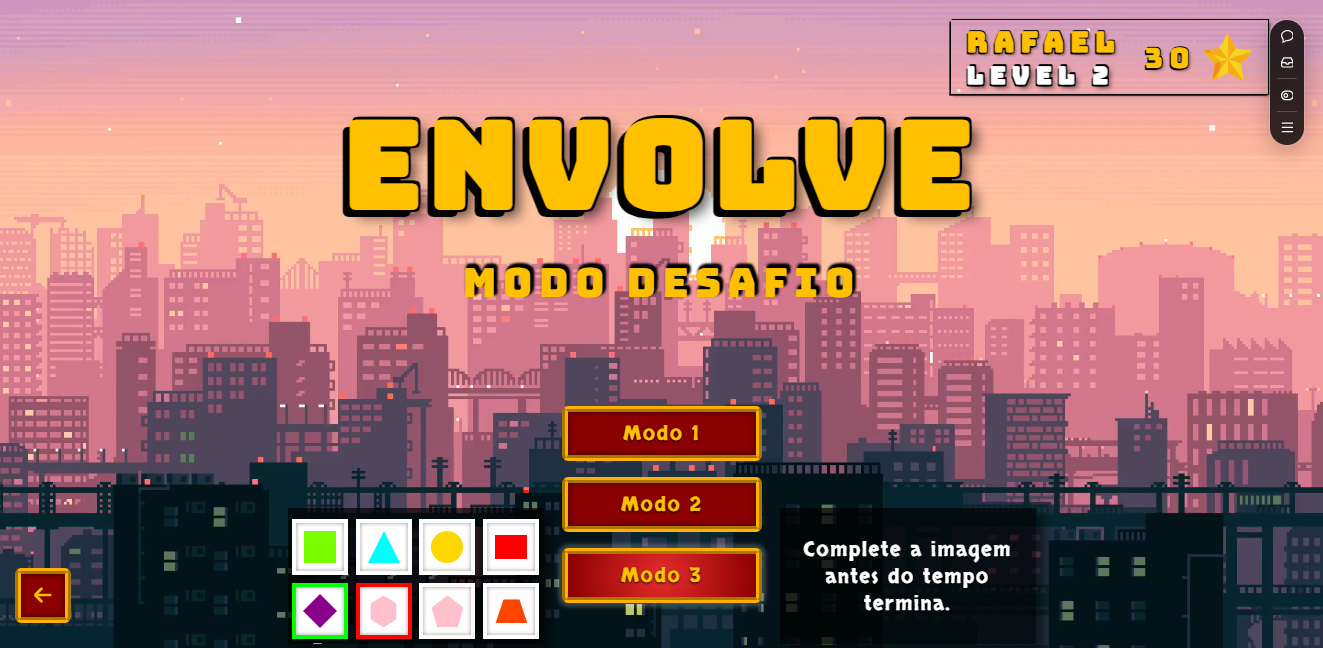 RAFAEL
LEVEL 2
30
ENVOLVE
MODO DESAFIO
Modo 1
Modo 2
Modo 3
Complete a imagem
antes do tempo
termina.